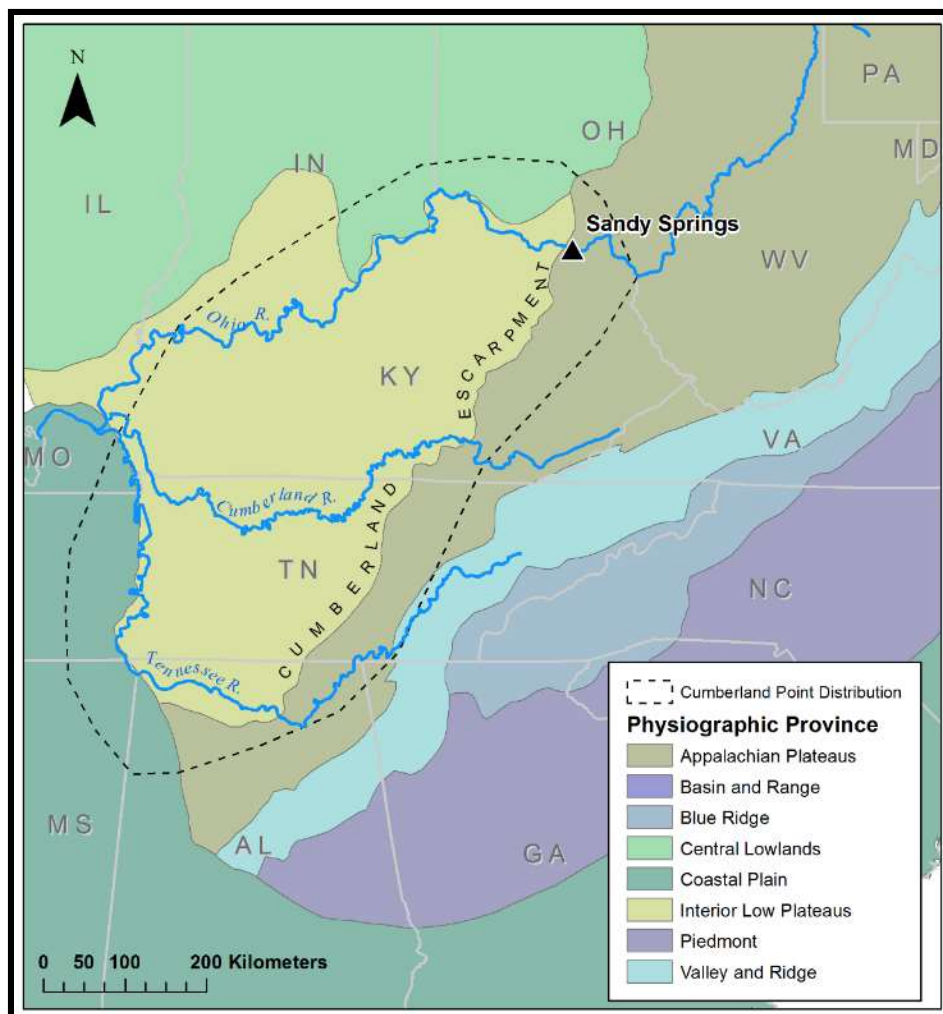 N
PA
OH
MD
IN
IL
Sandy Springs
WV
Ohio R.
ESCARPMENT
KY
VA
MO
Cumberland R.
CUMBERLAND
TN
NC
Tennessee R.
MS
AL
GA
Cumberland Point Distribution
Physiographic Province
Appalachian Plateaus
Basin and Range
Blue Ridge
Central Lowlands
Coastal Plain
Interior Low Plateaus
Piedmont
Valley and Ridge
0 50 100 200 Kilometers